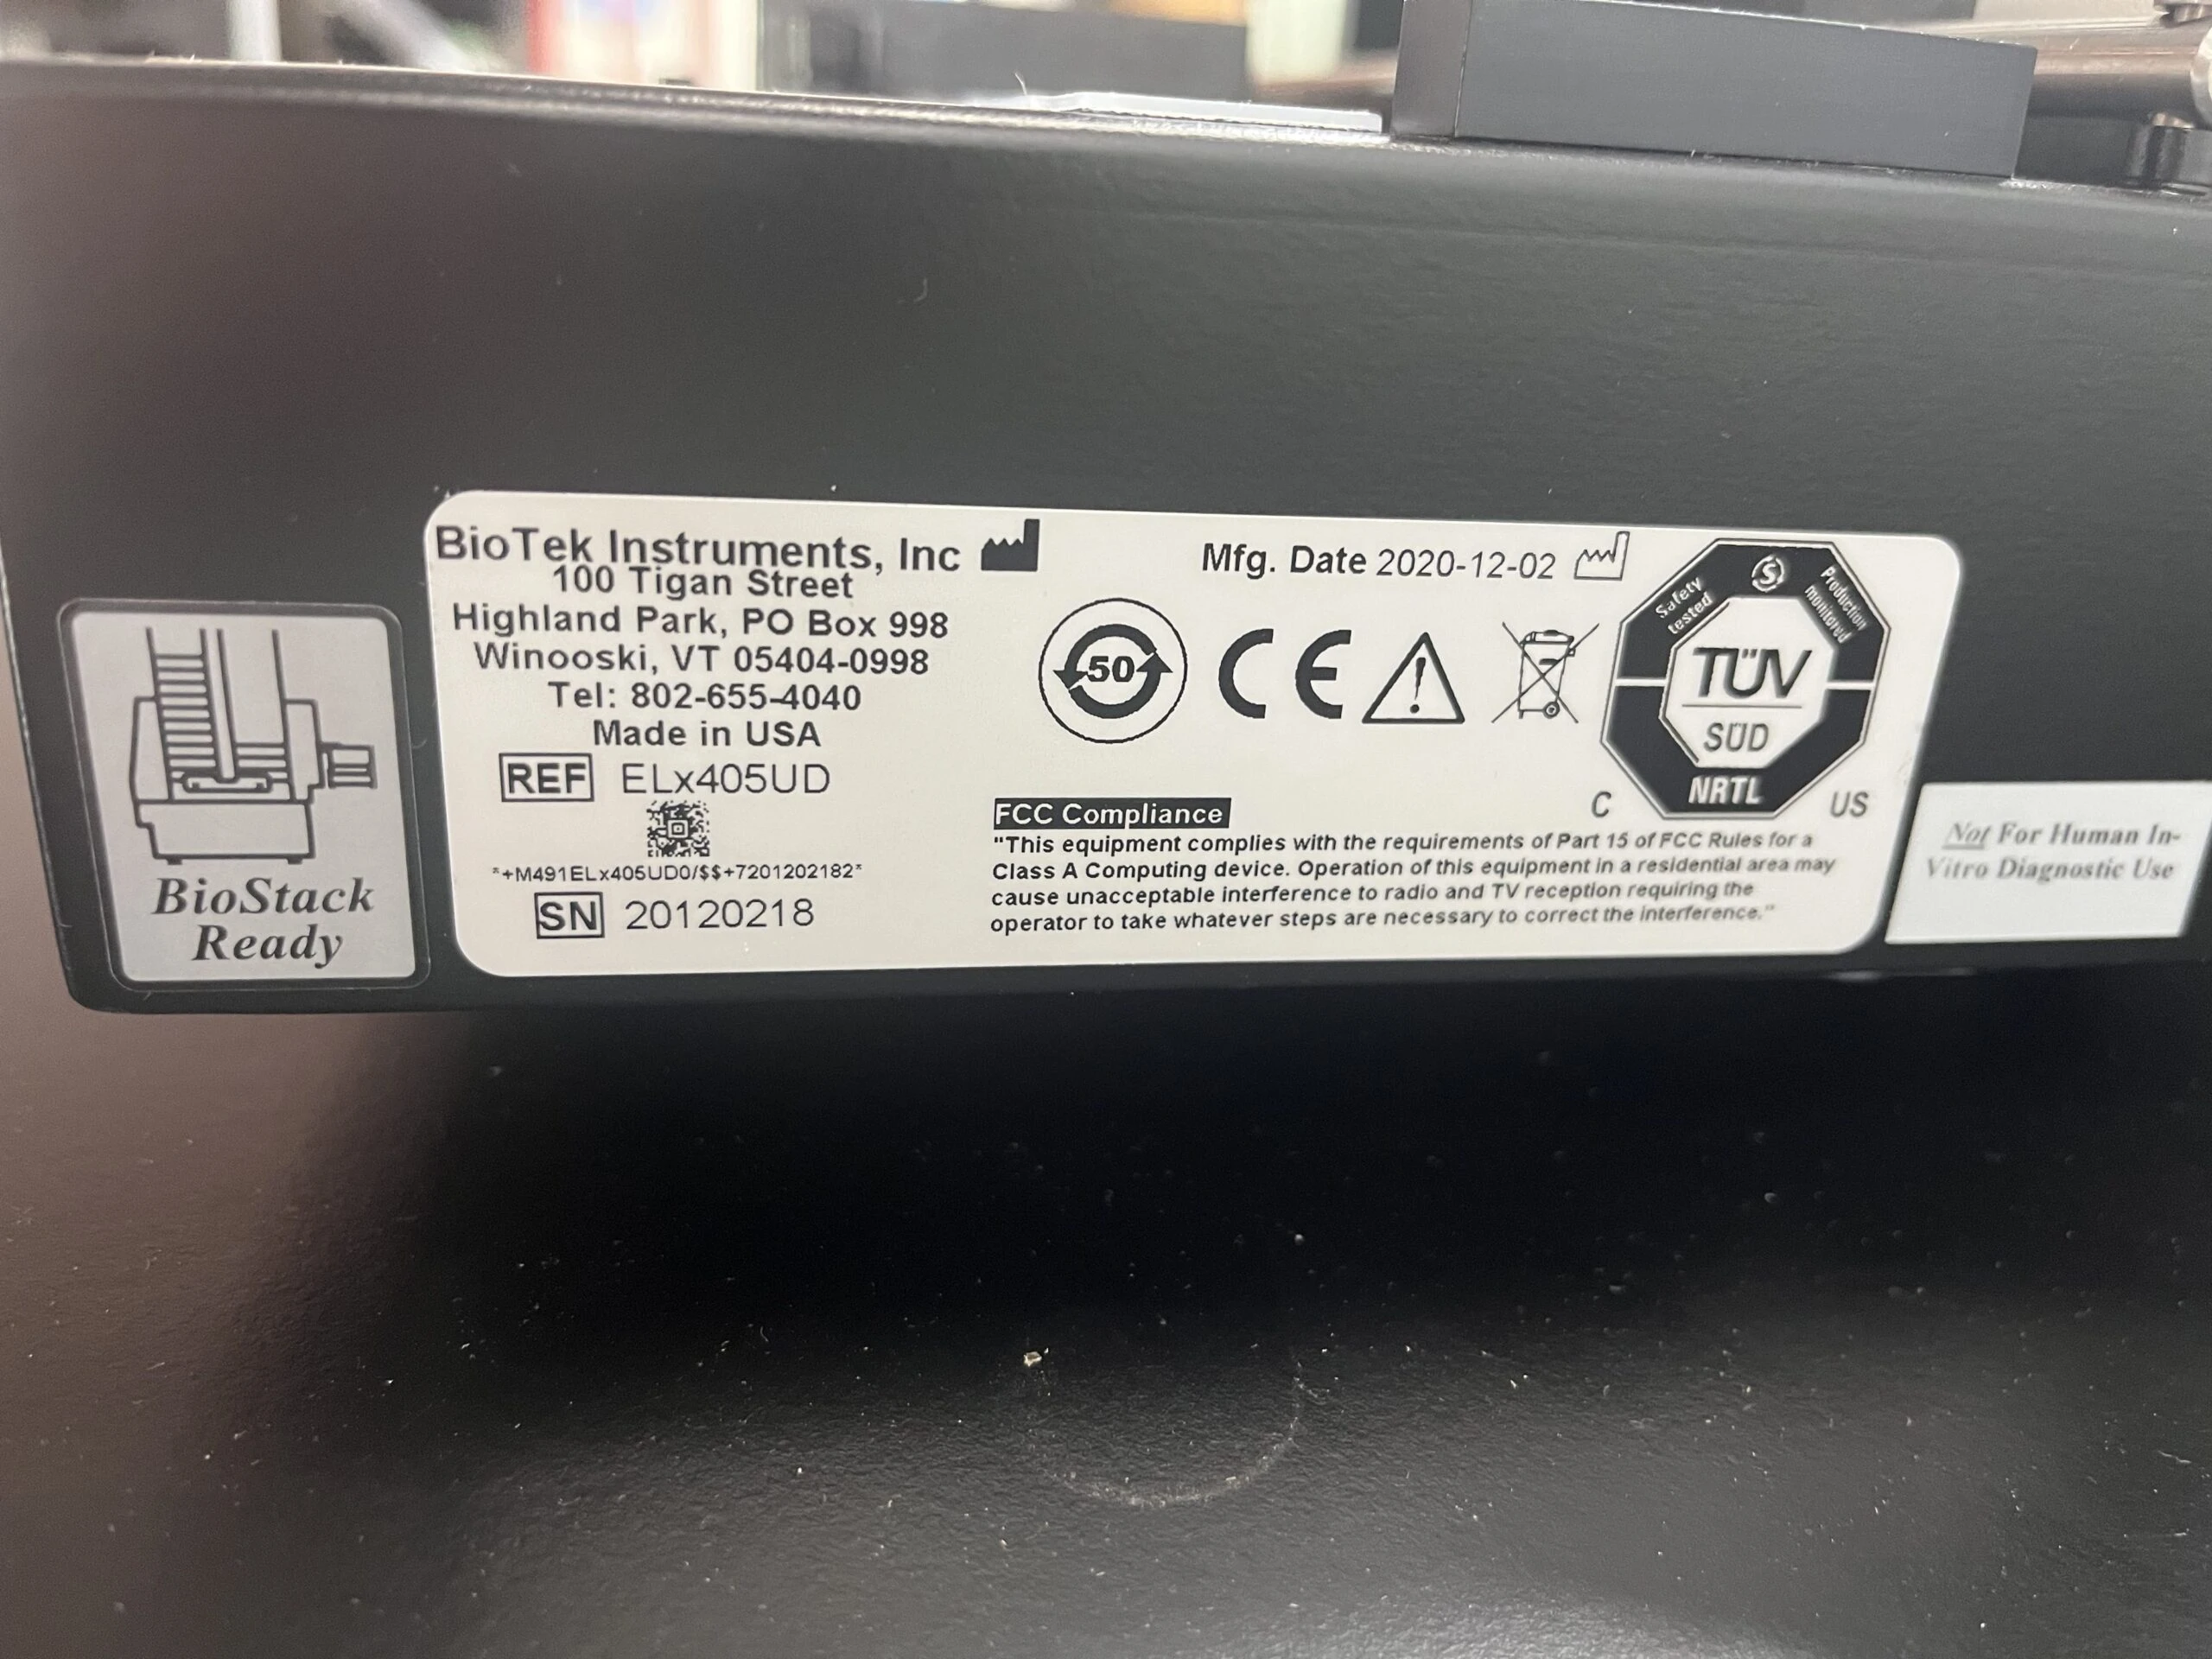 BioStack
Ready
BioTek Instruments, Inc
100 Tigan Street
Highland Park, PO Box 998
Winooski, VT 05404-0998
Tel: 802-655-4040
Made in USA
REF ELx405UD
*+M491ELx405UD0/$$+7201202182*
SN 20120218
Mfg. Date 2020-12-02
50
CE
Safety
tested
S
Production
monitored
TÜV
SÜD
NRTL
C US
FCC Compliance
"This equipment complies with the requirements of Part 15 of FCC Rules for a
Class A Computing device. Operation of this equipment in a residential area may
cause unacceptable interference to radio and TV reception requiring the
operator to take whatever steps are necessary to correct the interference."
Not For Human In-
Vitro Diagnostic Use